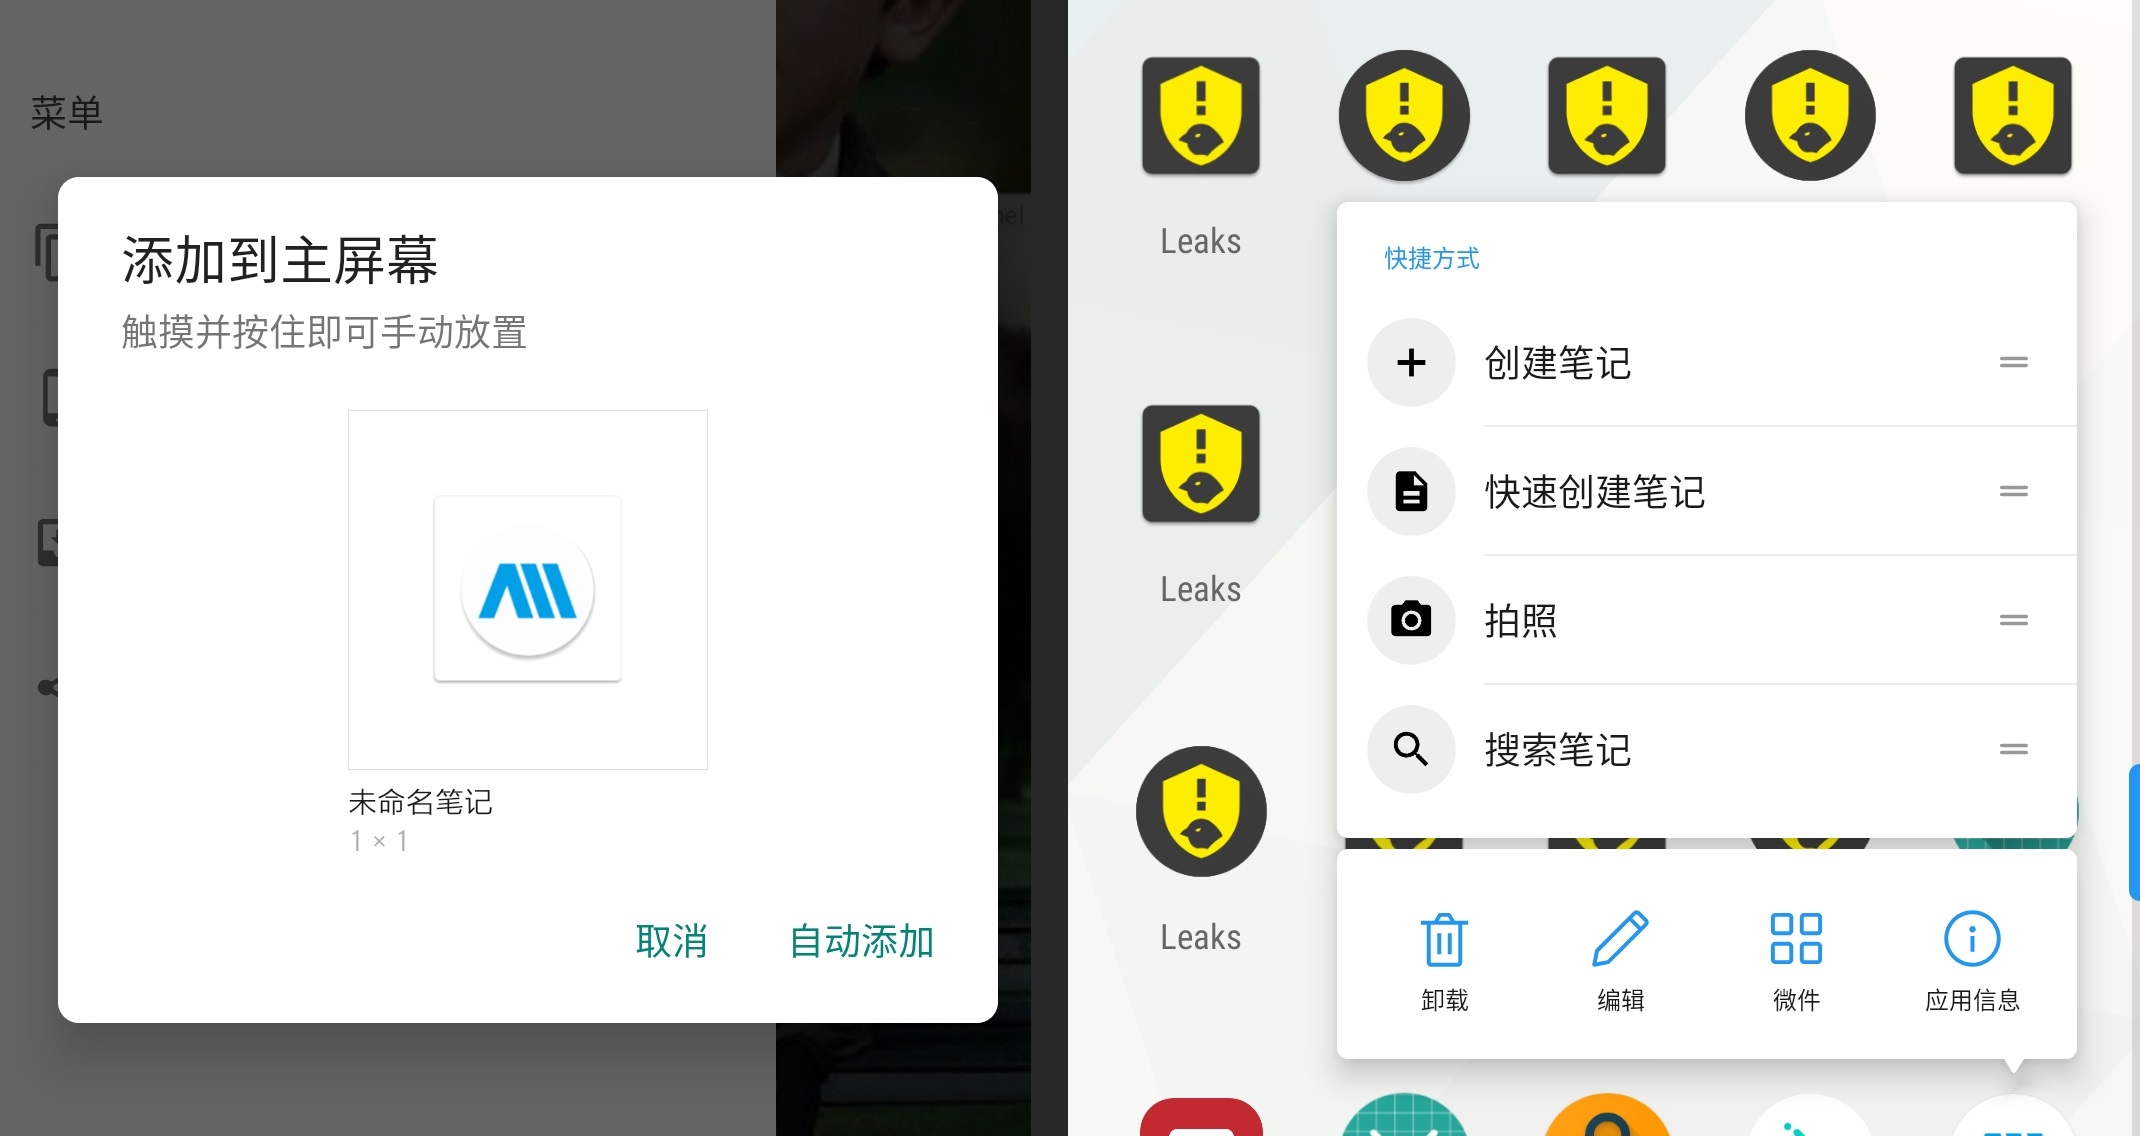 菜单
添加到主屏幕
触摸并按住即可手动放置
未命名笔记
1 × 1
取消
自动添加
Leaks
Leaks
Leaks
快捷方式
创建笔记
快速创建笔记
拍照
搜索笔记
卸载
编辑
微件
应用信息